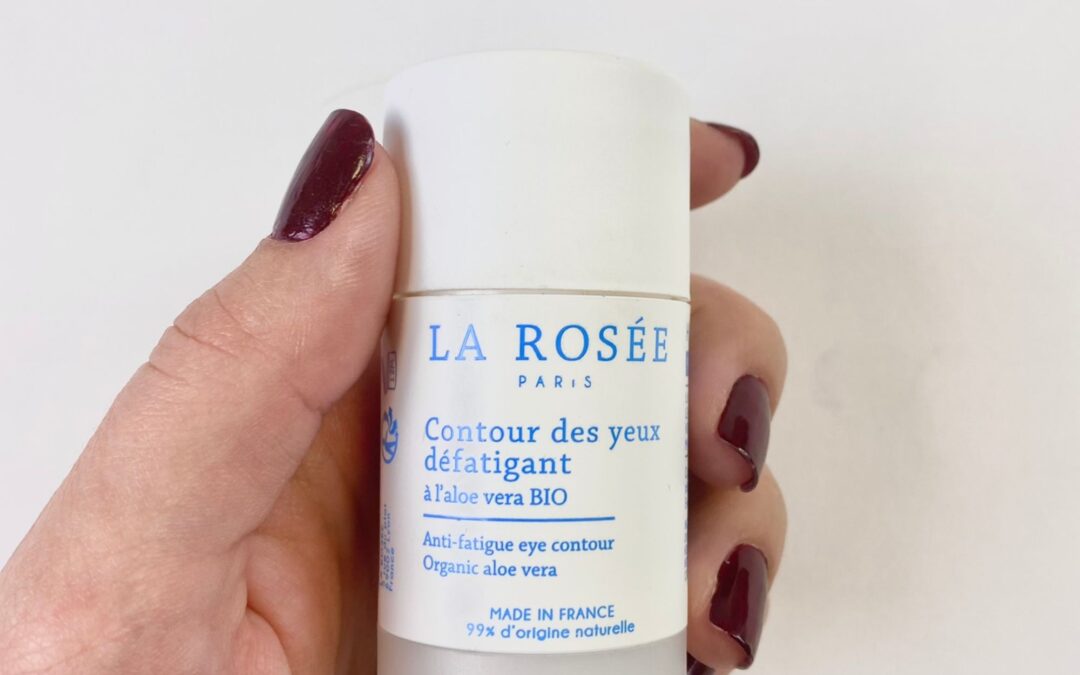 LA ROSÉE
PARIS
Contour des yeux
défatigant
à l'aloe vera BIO
Anti-fatigue eye contour
Organic aloe vera
MADE IN FRANCE
99% d'origine naturelle